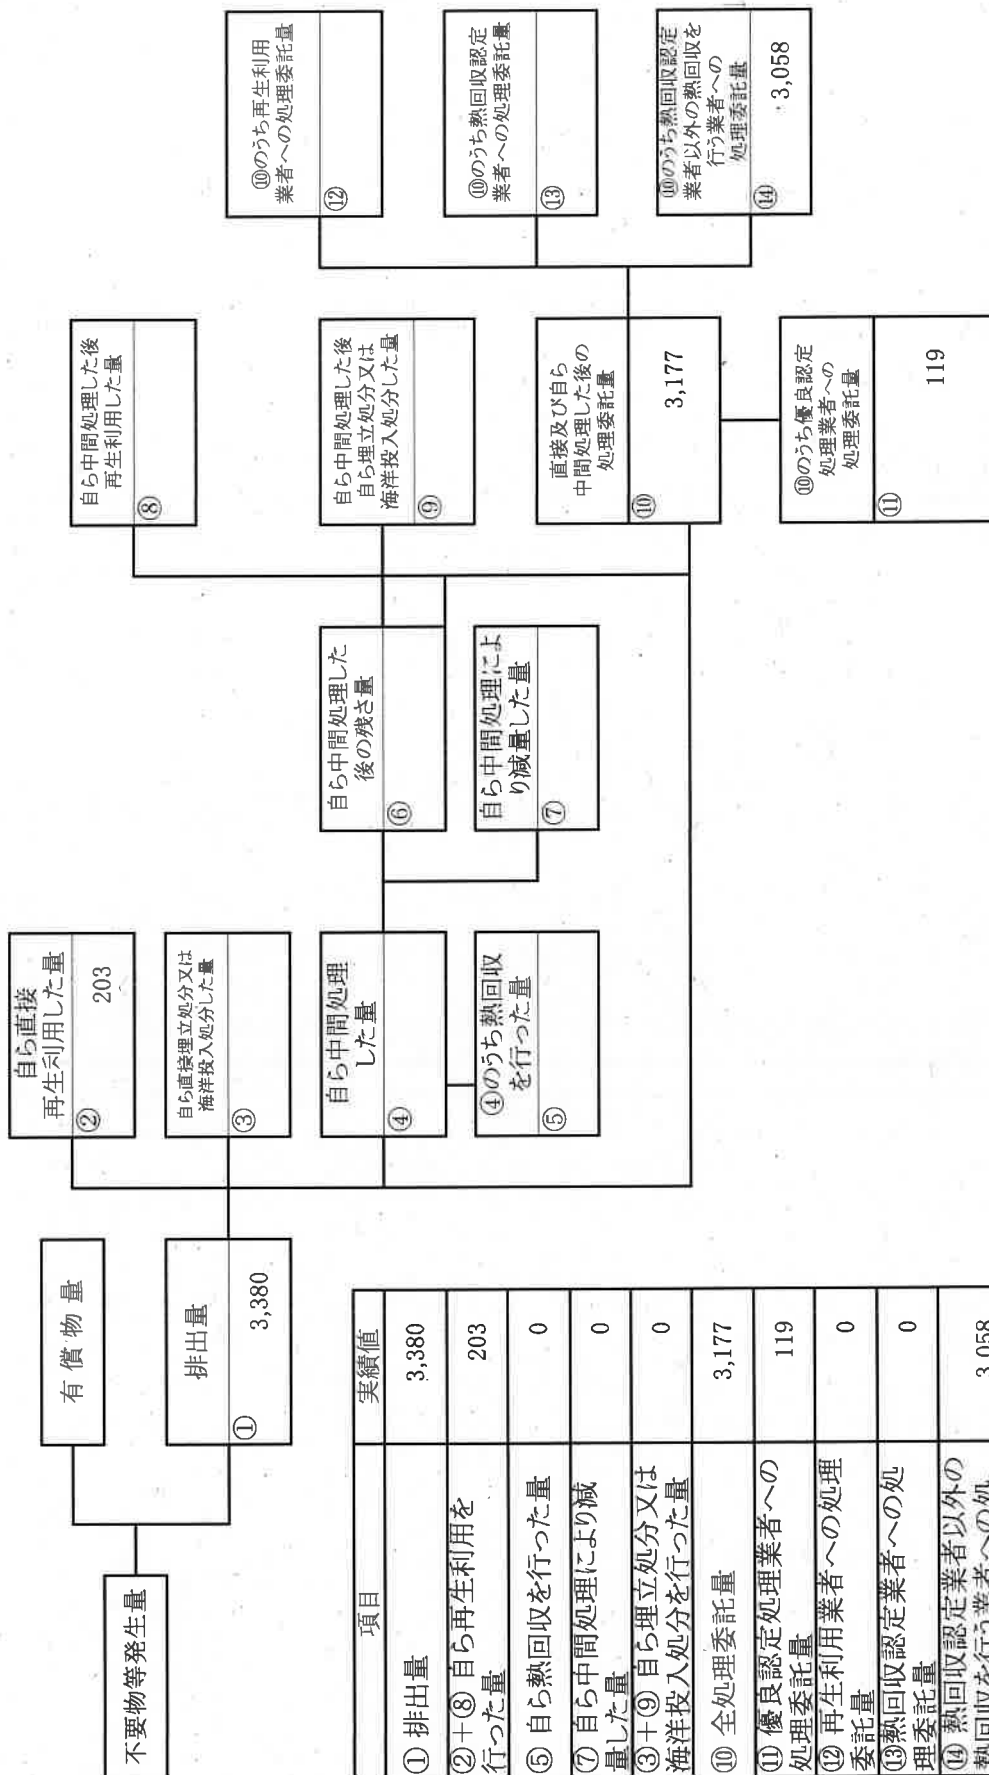 不要物等発生量
有償物量
排出量
①
3,380
自ら直接
再生利用した量
②
203
自ら直接埋立処分又は
海洋投入処分した量
③
自ら中間処理
した量
④
④のうち熱回収
を行った量
⑤
自ら中間処理した
後の残さ量
⑥
自ら中間処理によ
り減量した量
⑦
自ら中間処理した後
再生利用した量
⑧
自ら中間処理した後
自ら埋立処分又は
海洋投入処分した量
⑨
直接及び自ら
中間処理した後の
処理委託量
⑩
3,177
⑩のうち優良認定
処理業者への
処理委託量
⑪
119
⑩のうち再生利用
業者への処理委託量
⑫
⑩のうち熱回収認定
業者への処理委託量
⑬
⑩のうち熱回収認定
業者以外の熱回収を
行う業者への
処理委託量
⑭
3,058
項目
実績値
① 排出量
3,380
②+⑧ 自ら再生利用を
行った量
203
⑤ 自ら熱回収を行った量
0
⑦ 自ら中間処理により減
量した量
0
③+⑨ 自ら埋立処分又は
海洋投入処分を行った量
0
⑩ 全処理委託量
3,177
⑪ 優良認定処理業者への
処理委託量
119
⑫ 再生利用業者への処理
委託量
0
⑬熱回収認定業者への処
理委託量
0
⑭ 熱回収認定業者以外の
熱回収を行う業者への処
3,058